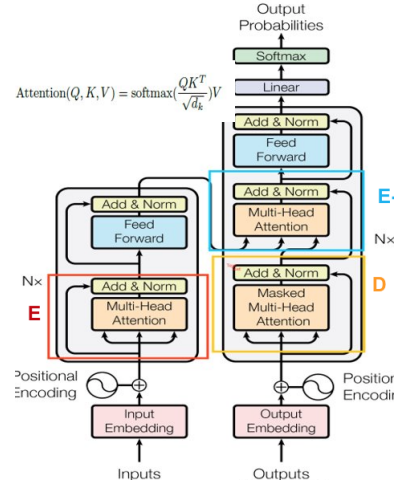 Output
Probabilities
Softmax
Attention(Q, K, V) = softmax(QK^T/√d_k)V
Linear
Add & Norm
Feed
Forward
Add & Norm
Add & Norm
E-
Multi-Head
Attention
Feed
Forward
N×
N×
Add & Norm
Add & Norm
D
E
Multi-Head
Attention
Masked
Multi-Head
Attention
Positional
Encoding
Position
Encoding
Input
Embedding
Output
Embedding
Inputs
Outputs